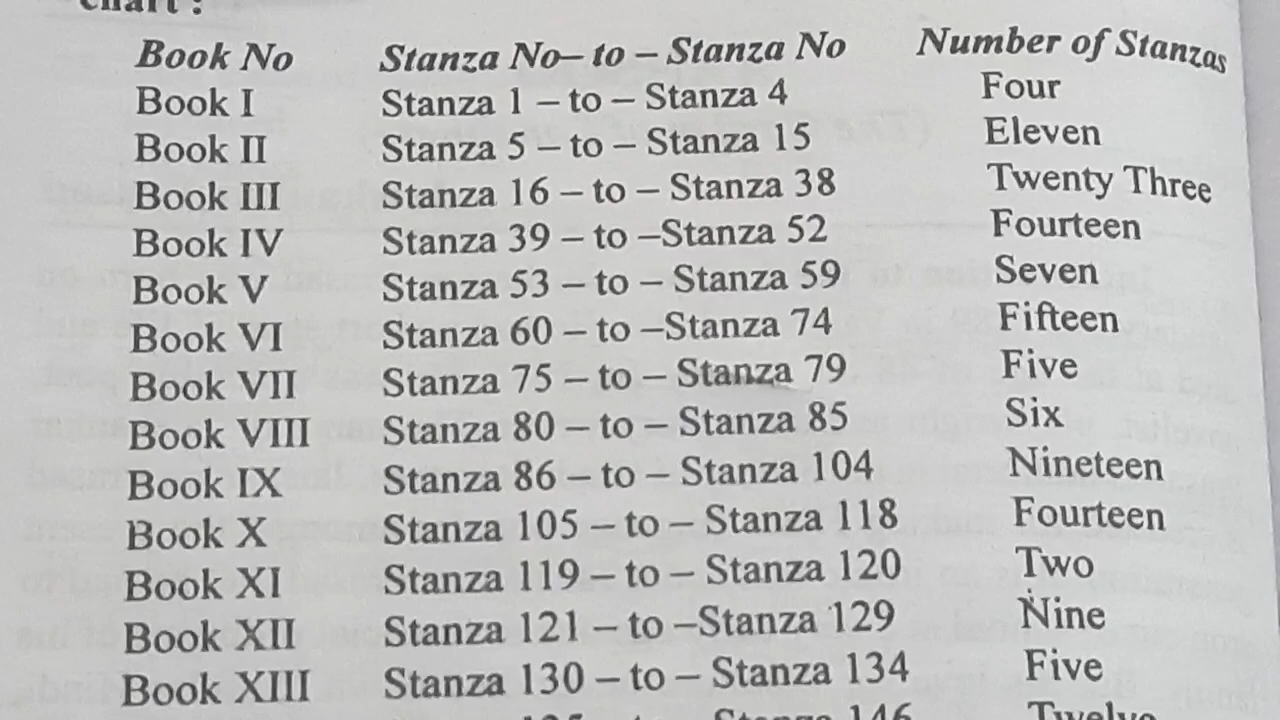 chart :
Book No Stanza No– to – Stanza No Number of Stanzas
Book I Stanza 1 – to – Stanza 4 Four
Book II Stanza 5 – to – Stanza 15 Eleven
Book III Stanza 16 – to – Stanza 38 Twenty Three
Book IV Stanza 39 – to –Stanza 52 Fourteen
Book V Stanza 53 – to – Stanza 59 Seven
Book VI Stanza 60 – to –Stanza 74 Fifteen
Book VII Stanza 75 – to – Stanza 79 Five
Book VIII Stanza 80 – to – Stanza 85 Six
Book IX Stanza 86 – to – Stanza 104 Nineteen
Book X Stanza 105 – to – Stanza 118 Fourteen
Book XI Stanza 119 – to – Stanza 120 Two
Book XII Stanza 121 – to –Stanza 129 Nine
Book XIII Stanza 130 – to – Stanza 134 Five
to – Stanza 146 Twelve